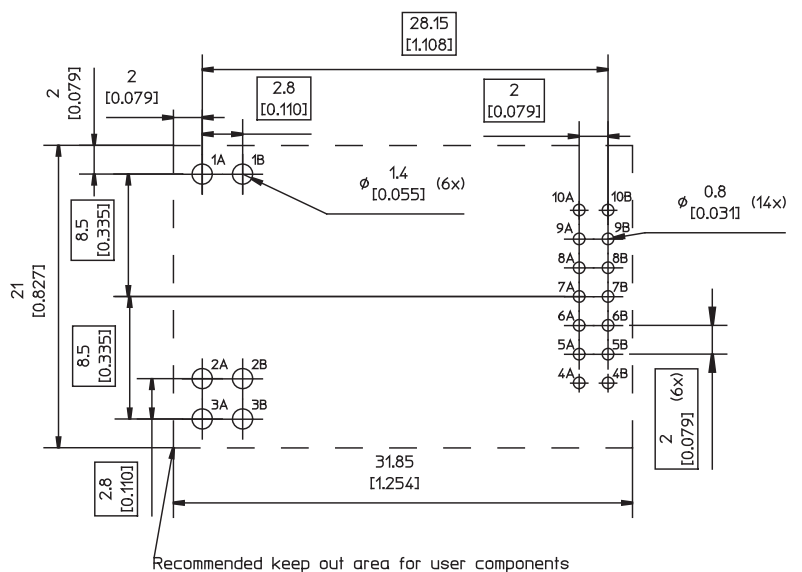 28.15
[1.108]
2
[0.079]
2
[0.079]
2.8
[0.110]
2
[0.079]
1A 1B
ø 1.4 (6x)
[0.055]
10A 10B
ø 0.8 (14x)
[0.031]
9A 9B
8A 8B
7A 7B
6A 6B
5A 5B
4A 4B
8.5
[0.335]
21
[0.827]
8.5
[0.335]
2A 2B
3A 3B
2 (6x)
[0.079]
2.8
[0.110]
31.85
[1.254]
Recommended keep out area for user components